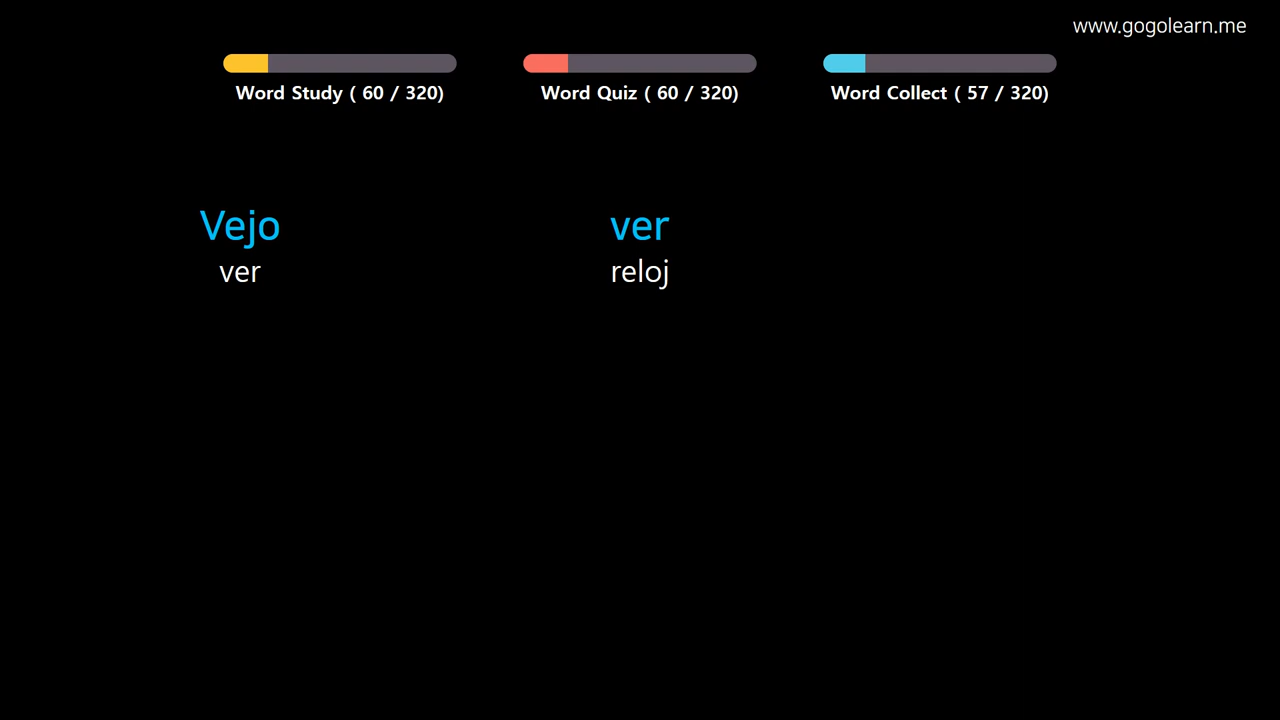 www.gogolearn.me
Word Study ( 60 / 320) Word Quiz ( 60 / 320) Word Collect ( 57 / 320)
Vejo ver
ver reloj